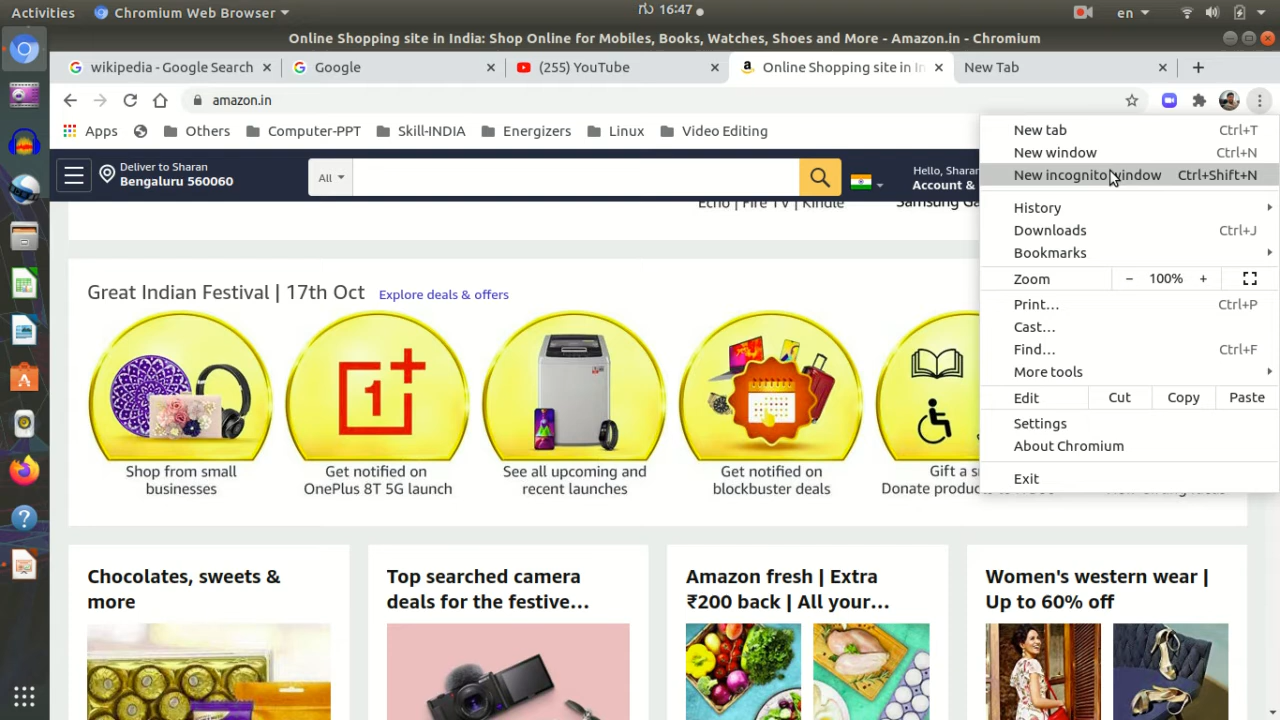 Activities
Chromium Web Browser
16:47
en
Online Shopping site in India: Shop Online for Mobiles, Books, Watches, Shoes and More - Amazon.in - Chromium
wikipedia - Google Search
Google
(255) YouTube
Online Shopping site in In
New Tab
amazon.in
Apps
Others
Computer-PPT
Skill-INDIA
Energizers
Linux
Video Editing
Deliver to Sharan
Bengaluru 560060
All
Hello, Sharan
Account &
New tab Ctrl+T
New window Ctrl+N
New incognito window Ctrl+Shift+N
History
Downloads Ctrl+J
Bookmarks
Zoom − 100% +
Print… Ctrl+P
Cast…
Find… Ctrl+F
More tools
Edit Cut Copy Paste
Settings
About Chromium
Exit
Echo | Fire TV | Kindle
Samsung Ga
Great Indian Festival | 17th Oct Explore deals & offers
1+
Shop from small
businesses
Get notified on
OnePlus 8T 5G launch
See all upcoming and
recent launches
Get notified on
blockbuster deals
Gift a s
Donate products
Chocolates, sweets &
more
Top searched camera
deals for the festive…
Amazon fresh | Extra
₹200 back | All your…
Women's western wear |
Up to 60% off